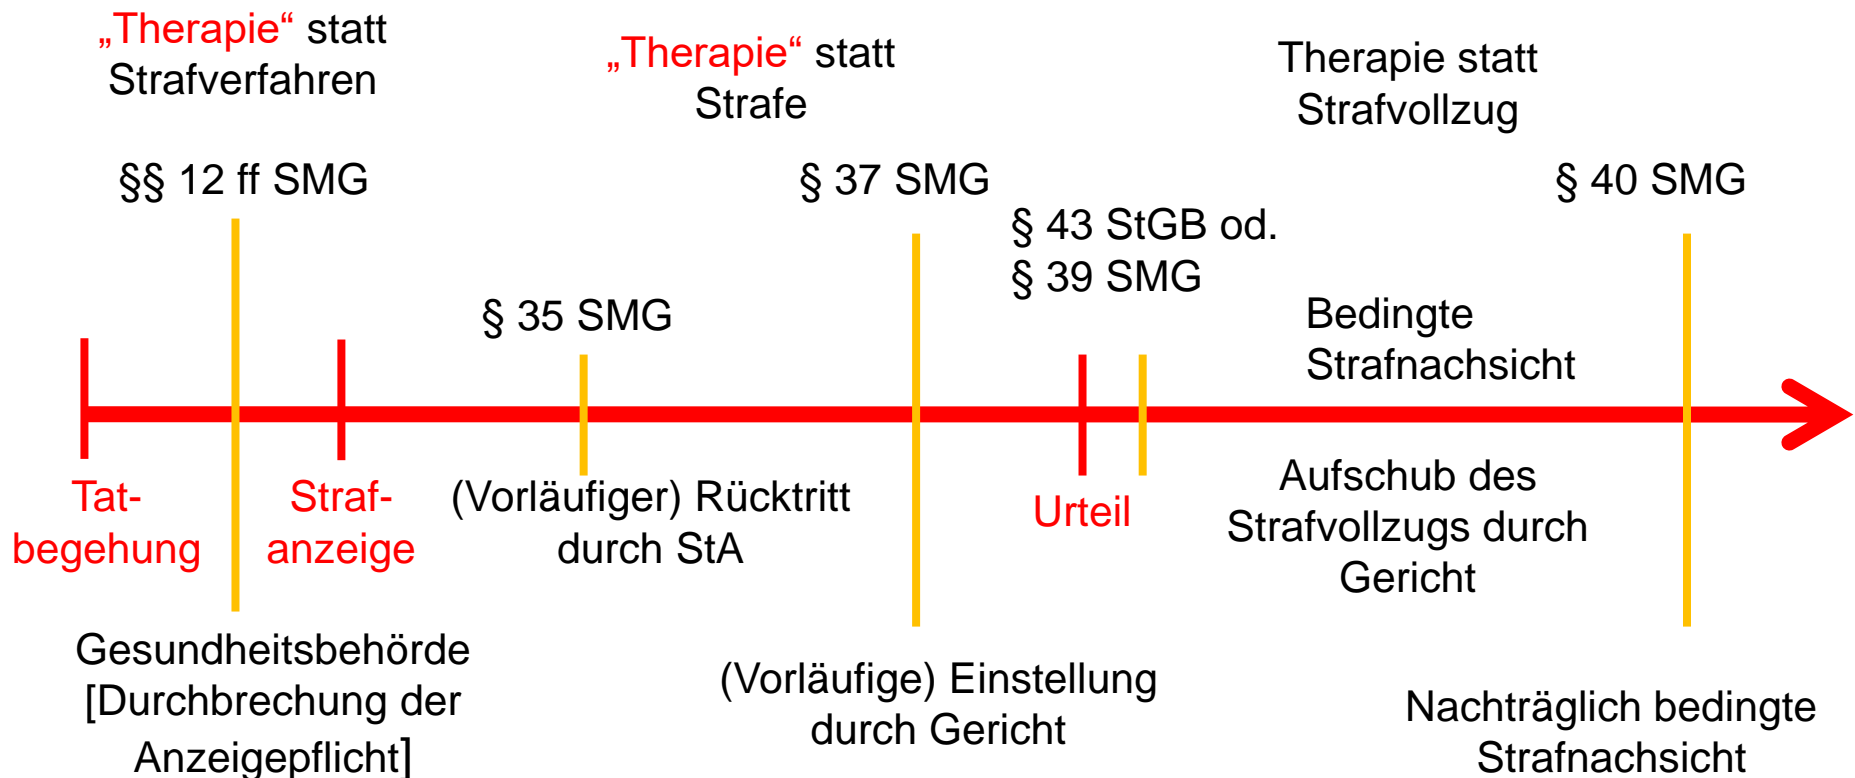 „Therapie“ statt
Strafverfahren
„Therapie“ statt
Strafe
Therapie statt
Strafvollzug
§§ 12 ff SMG
§ 37 SMG
§ 40 SMG
§ 43 StGB od.
§ 39 SMG
§ 35 SMG
Bedingte
Strafnachsicht
Tat-
begehung
Straf-
anzeige
(Vorläufiger) Rücktritt
durch StA
Urteil
Aufschub des
Strafvollzugs durch
Gericht
Gesundheitsbehörde
[Durchbrechung der
Anzeigepflicht]
(Vorläufige) Einstellung
durch Gericht
Nachträglich bedingte
Strafnachsicht